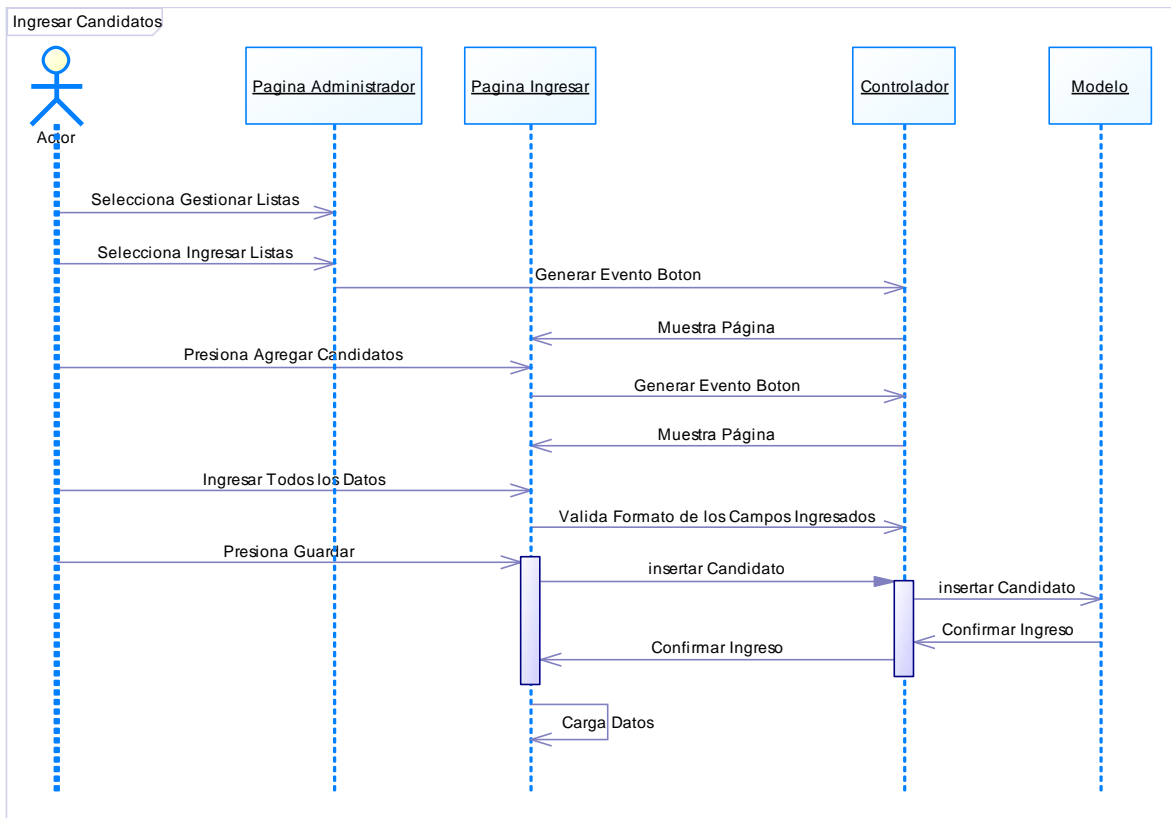 Ingresar Candidatos
Actor
Pagina Administrador
Pagina Ingresar
Controlador
Modelo
Selecciona Gestionar Listas
Selecciona Ingresar Listas
Generar Evento Boton
Muestra Página
Presiona Agregar Candidatos
Generar Evento Boton
Muestra Página
Ingresar Todos los Datos
Valida Formato de los Campos Ingresados
Presiona Guardar
insertar Candidato
insertar Candidato
Confirmar Ingreso
Confirmar Ingreso
Carga Datos